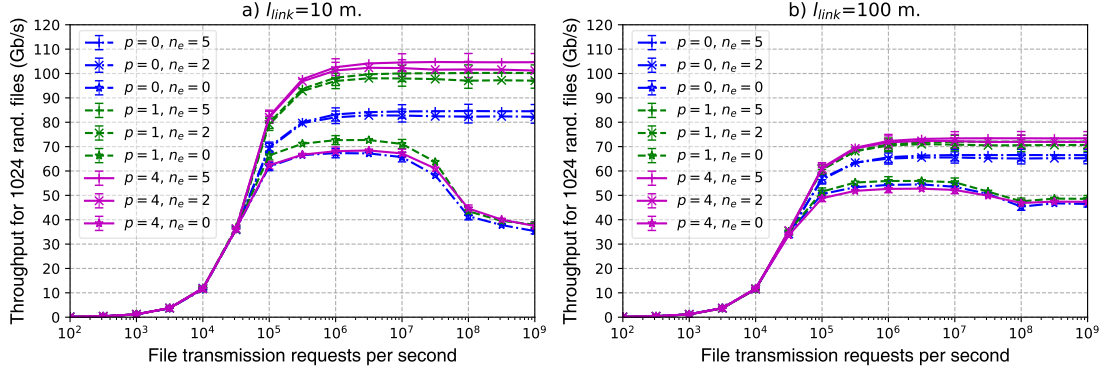 a) l_link=10 m.
Throughput for 1024 rand. files (Gb/s)
120
110
100
90
80
70
60
50
40
30
20
10
0
p = 0, n_e = 5
p = 0, n_e = 2
p = 0, n_e = 0
p = 1, n_e = 5
p = 1, n_e = 2
p = 1, n_e = 0
p = 4, n_e = 5
p = 4, n_e = 2
p = 4, n_e = 0
10^2 10^3 10^4 10^5 10^6 10^7 10^8 10^9
File transmission requests per second
b) l_link=100 m.
Throughput for 1024 rand. files (Gb/s)
120
110
100
90
80
70
60
50
40
30
20
10
0
p = 0, n_e = 5
p = 0, n_e = 2
p = 0, n_e = 0
p = 1, n_e = 5
p = 1, n_e = 2
p = 1, n_e = 0
p = 4, n_e = 5
p = 4, n_e = 2
p = 4, n_e = 0
10^2 10^3 10^4 10^5 10^6 10^7 10^8 10^9
File transmission requests per second